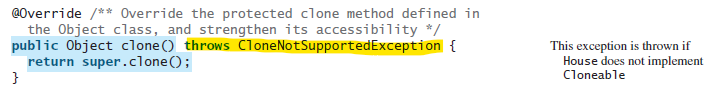 @Override /** Override the protected clone method defined in
the Object class, and strengthen its accessibility */
public Object clone() throws CloneNotSupportedException {
return super.clone();
}
This exception is thrown if
House does not implement
Cloneable